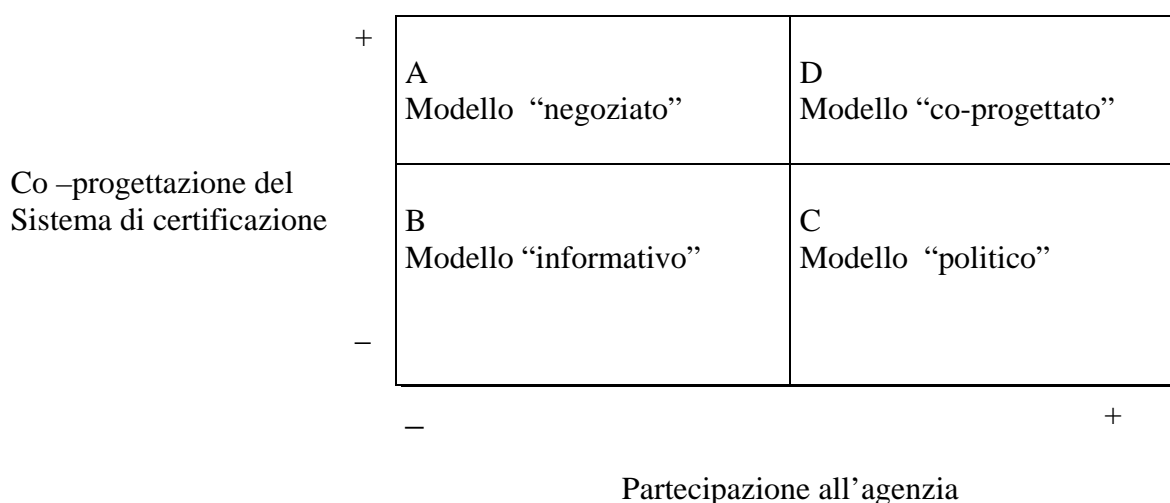 +
A
Modello “negoziato”
D
Modello “co-progettato”
Co –progettazione del
Sistema di certificazione
B
Modello “informativo”
C
Modello “politico”
–
–
+
Partecipazione all’agenzia